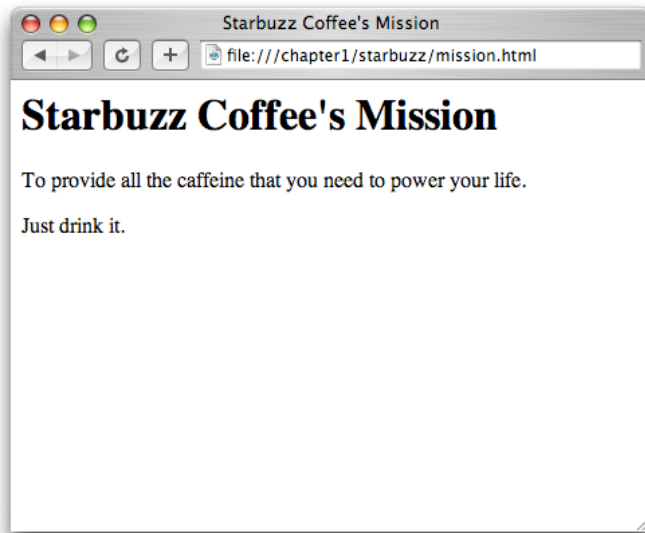 Starbuzz Coffee's Mission
file:///chapter1/starbuzz/mission.html
Starbuzz Coffee's Mission
To provide all the caffeine that you need to power your life.
Just drink it.